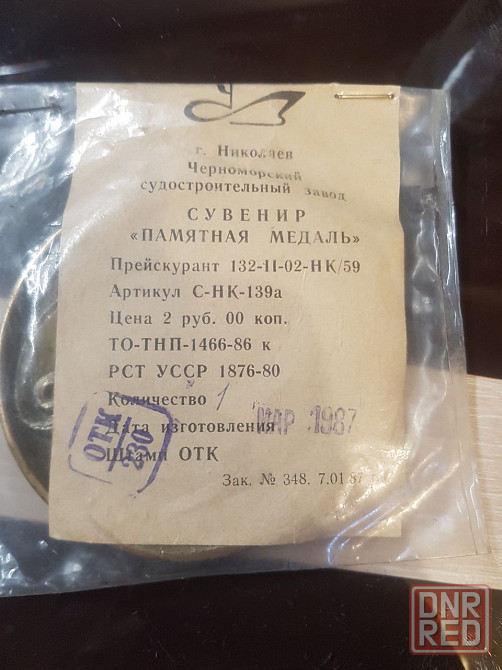 г. Николаев
Черноморский
судостроительный завод
СУВЕНИР
«ПАМЯТНАЯ МЕДАЛЬ»
Прейскурант 132-II-02-НК/59
Артикул С-НК-139а
Цена 2 руб. 00 коп.
ТО-ТНП-1466-86 к
РСТ УССР 1876-80
Количество 1
Дата изготовления МАР 1987
Штамп ОТК
ОТК
230
Зак. № 348. 7.01.87 г.
DNR
RED